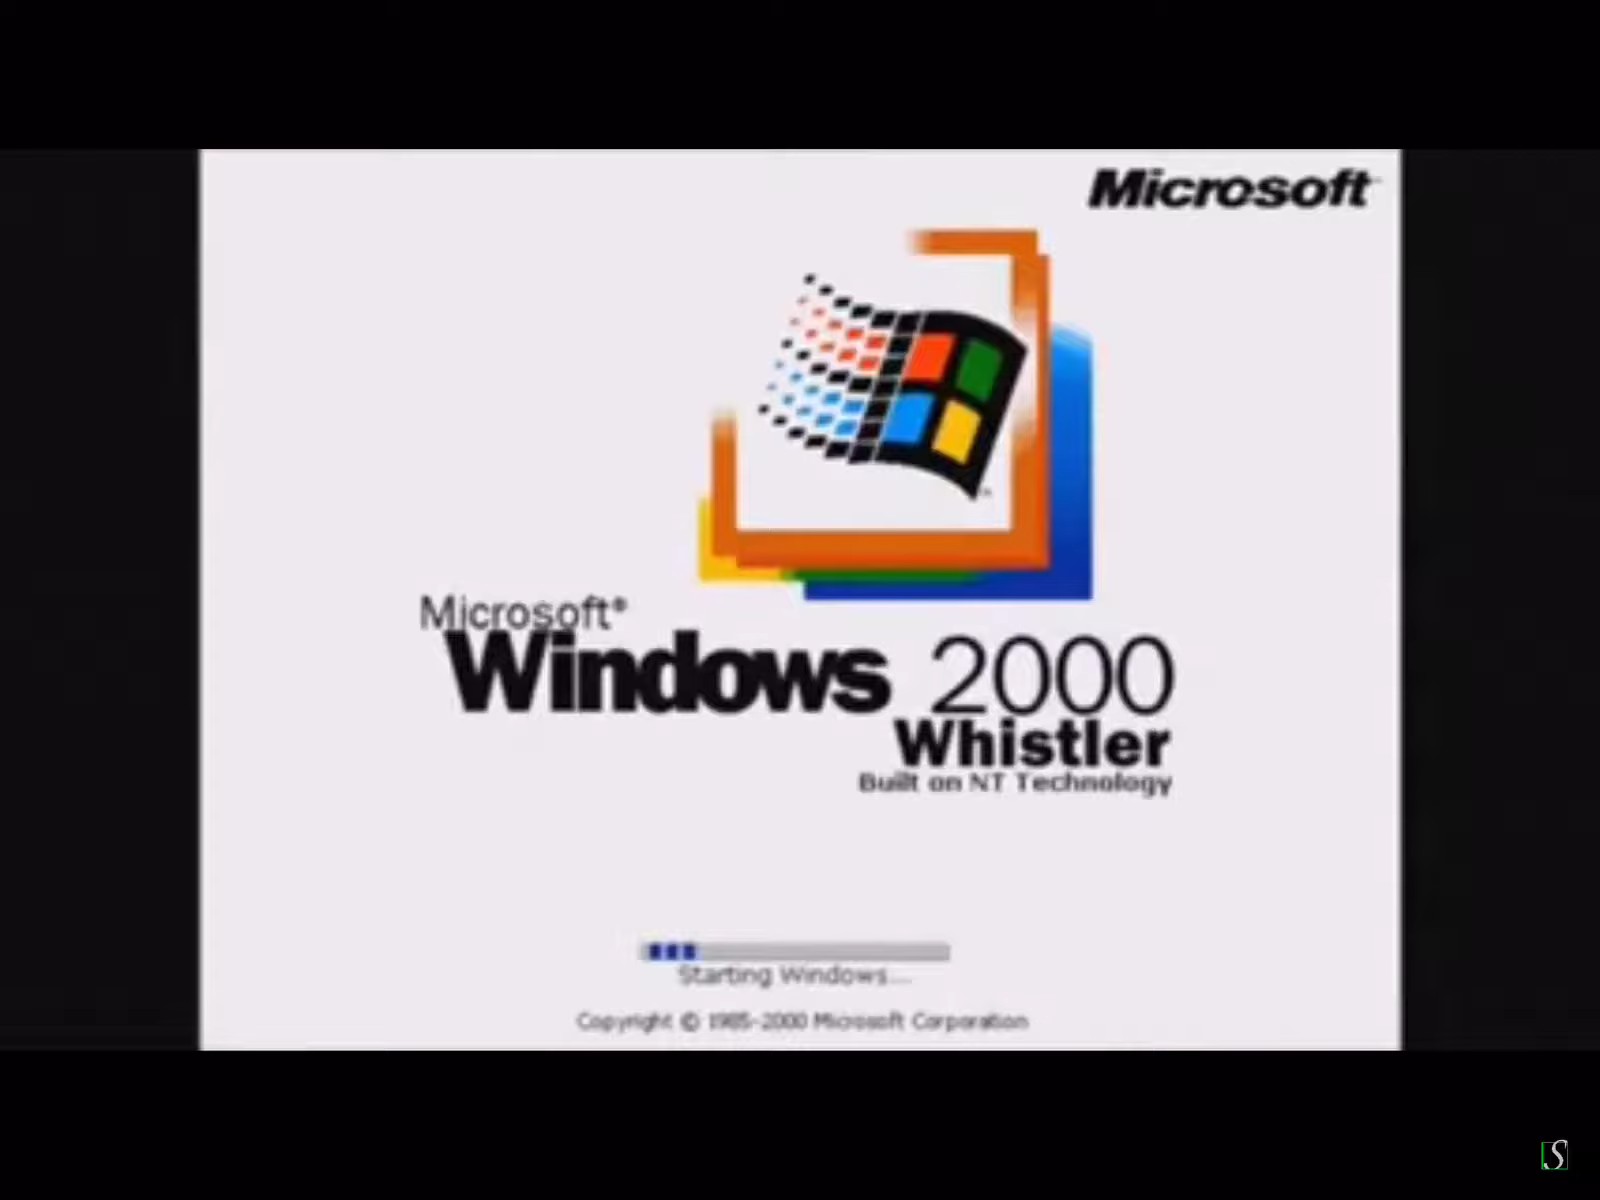 Microsoft
Microsoft®
Windows 2000
Whistler
Built on NT Technology
Starting Windows...
Copyright © 1985-2000 Microsoft Corporation
S